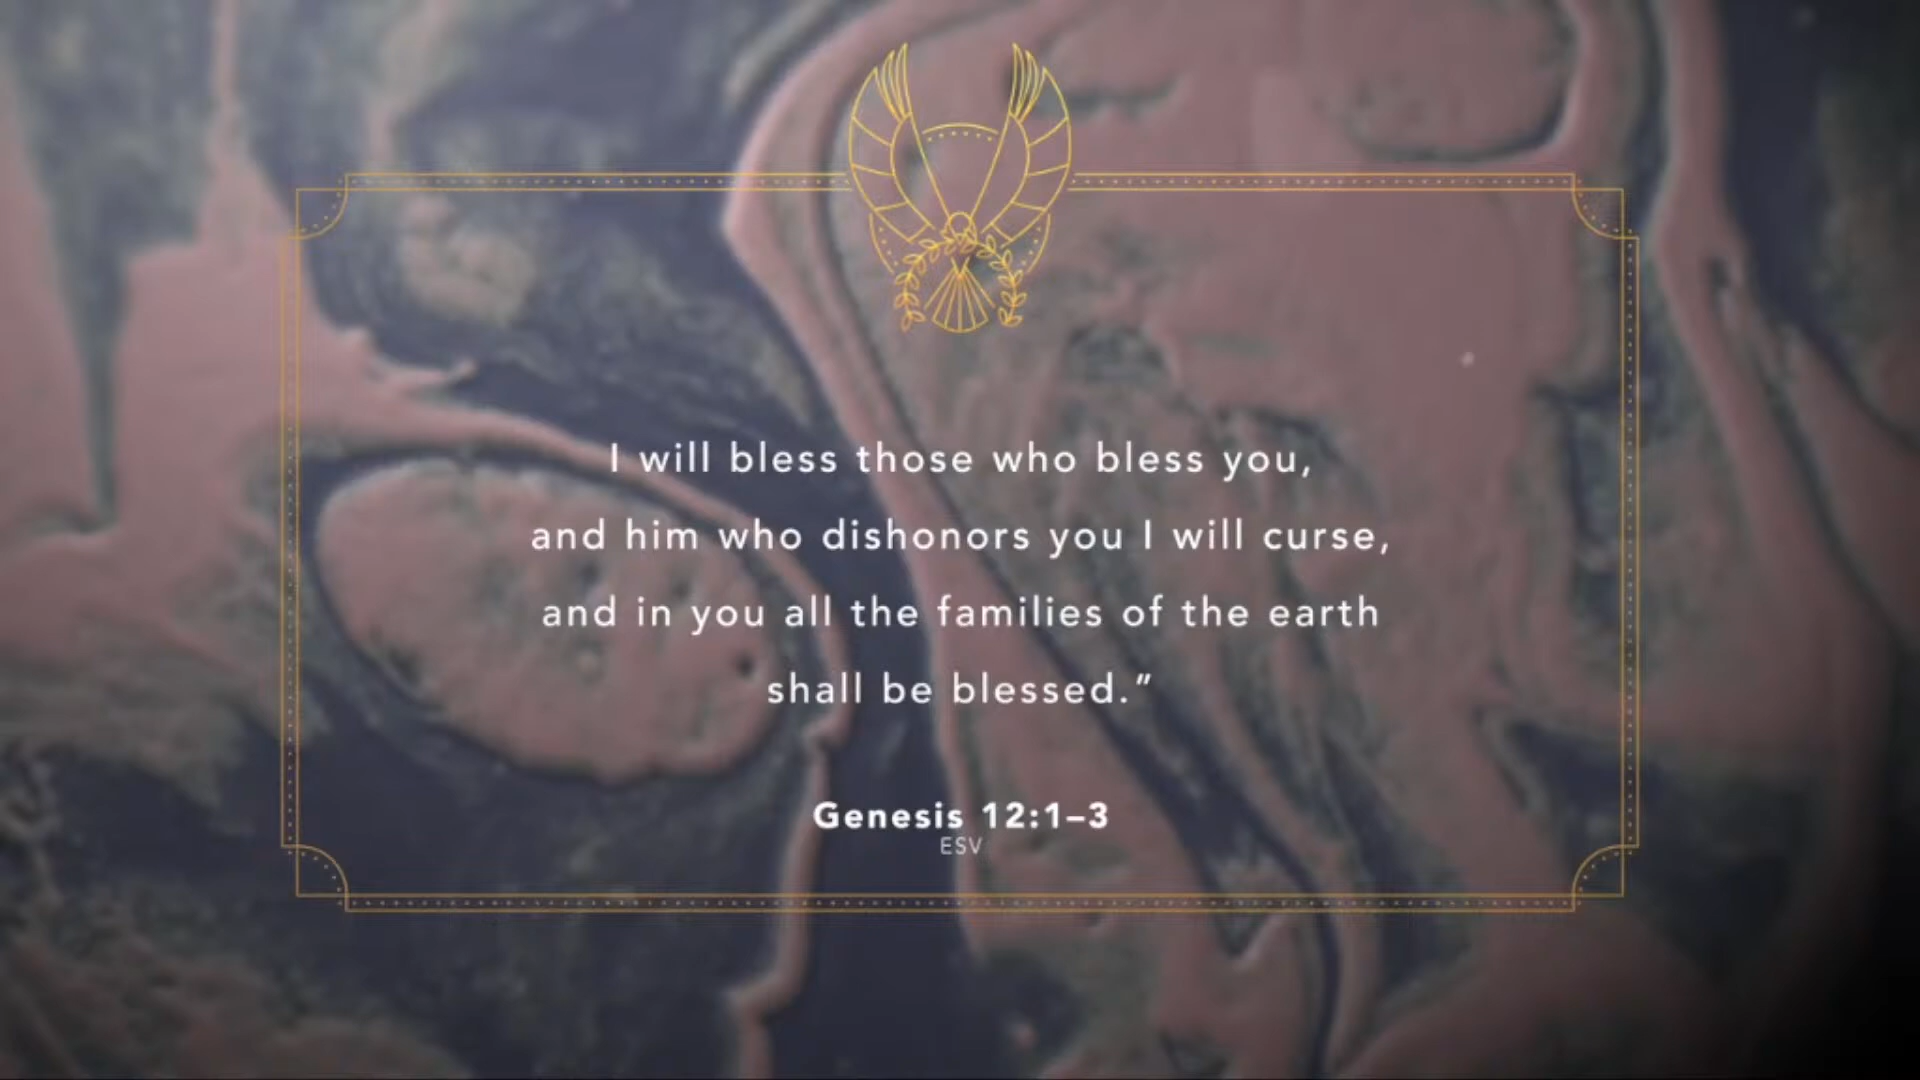 I will bless those who bless you,
and him who dishonors you I will curse,
and in you all the families of the earth
shall be blessed.”
Genesis 12:1–3
ESV